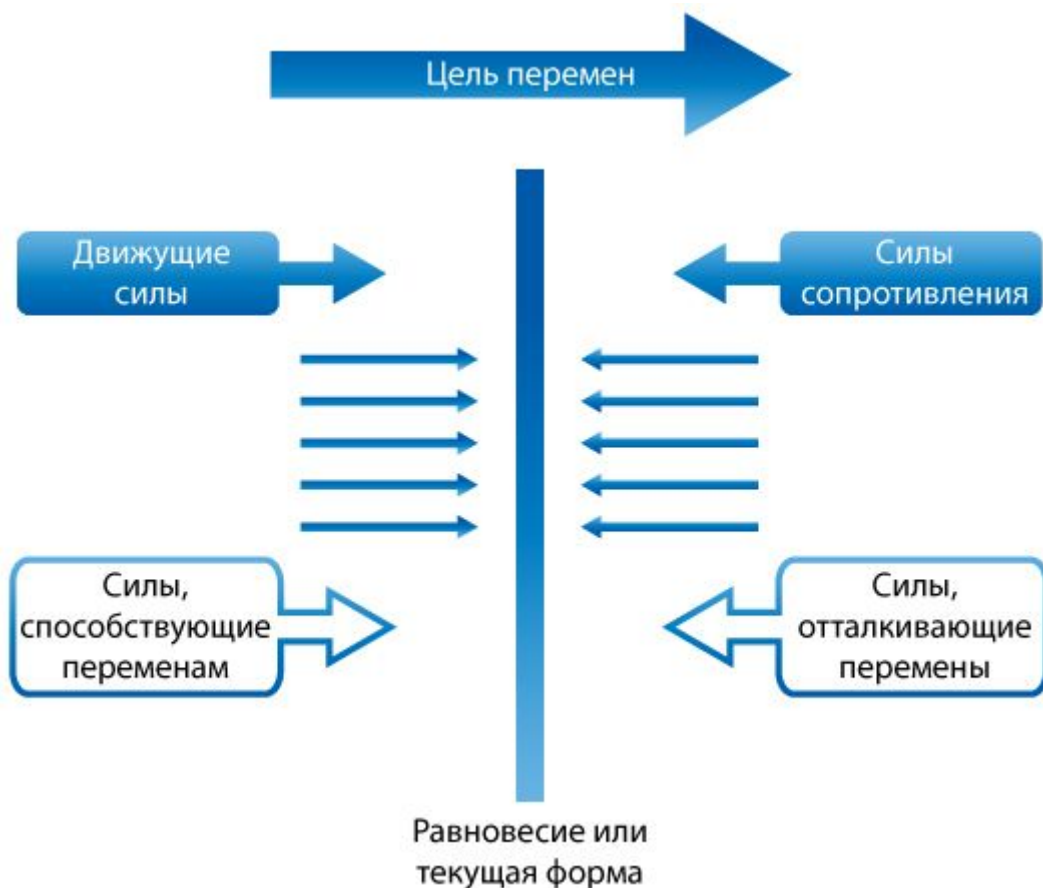 Цель перемен
Движущие
силы
Силы
сопротивления
Силы,
способствующие
переменам
Силы,
отталкивающие
перемены
Равновесие или
текущая форма